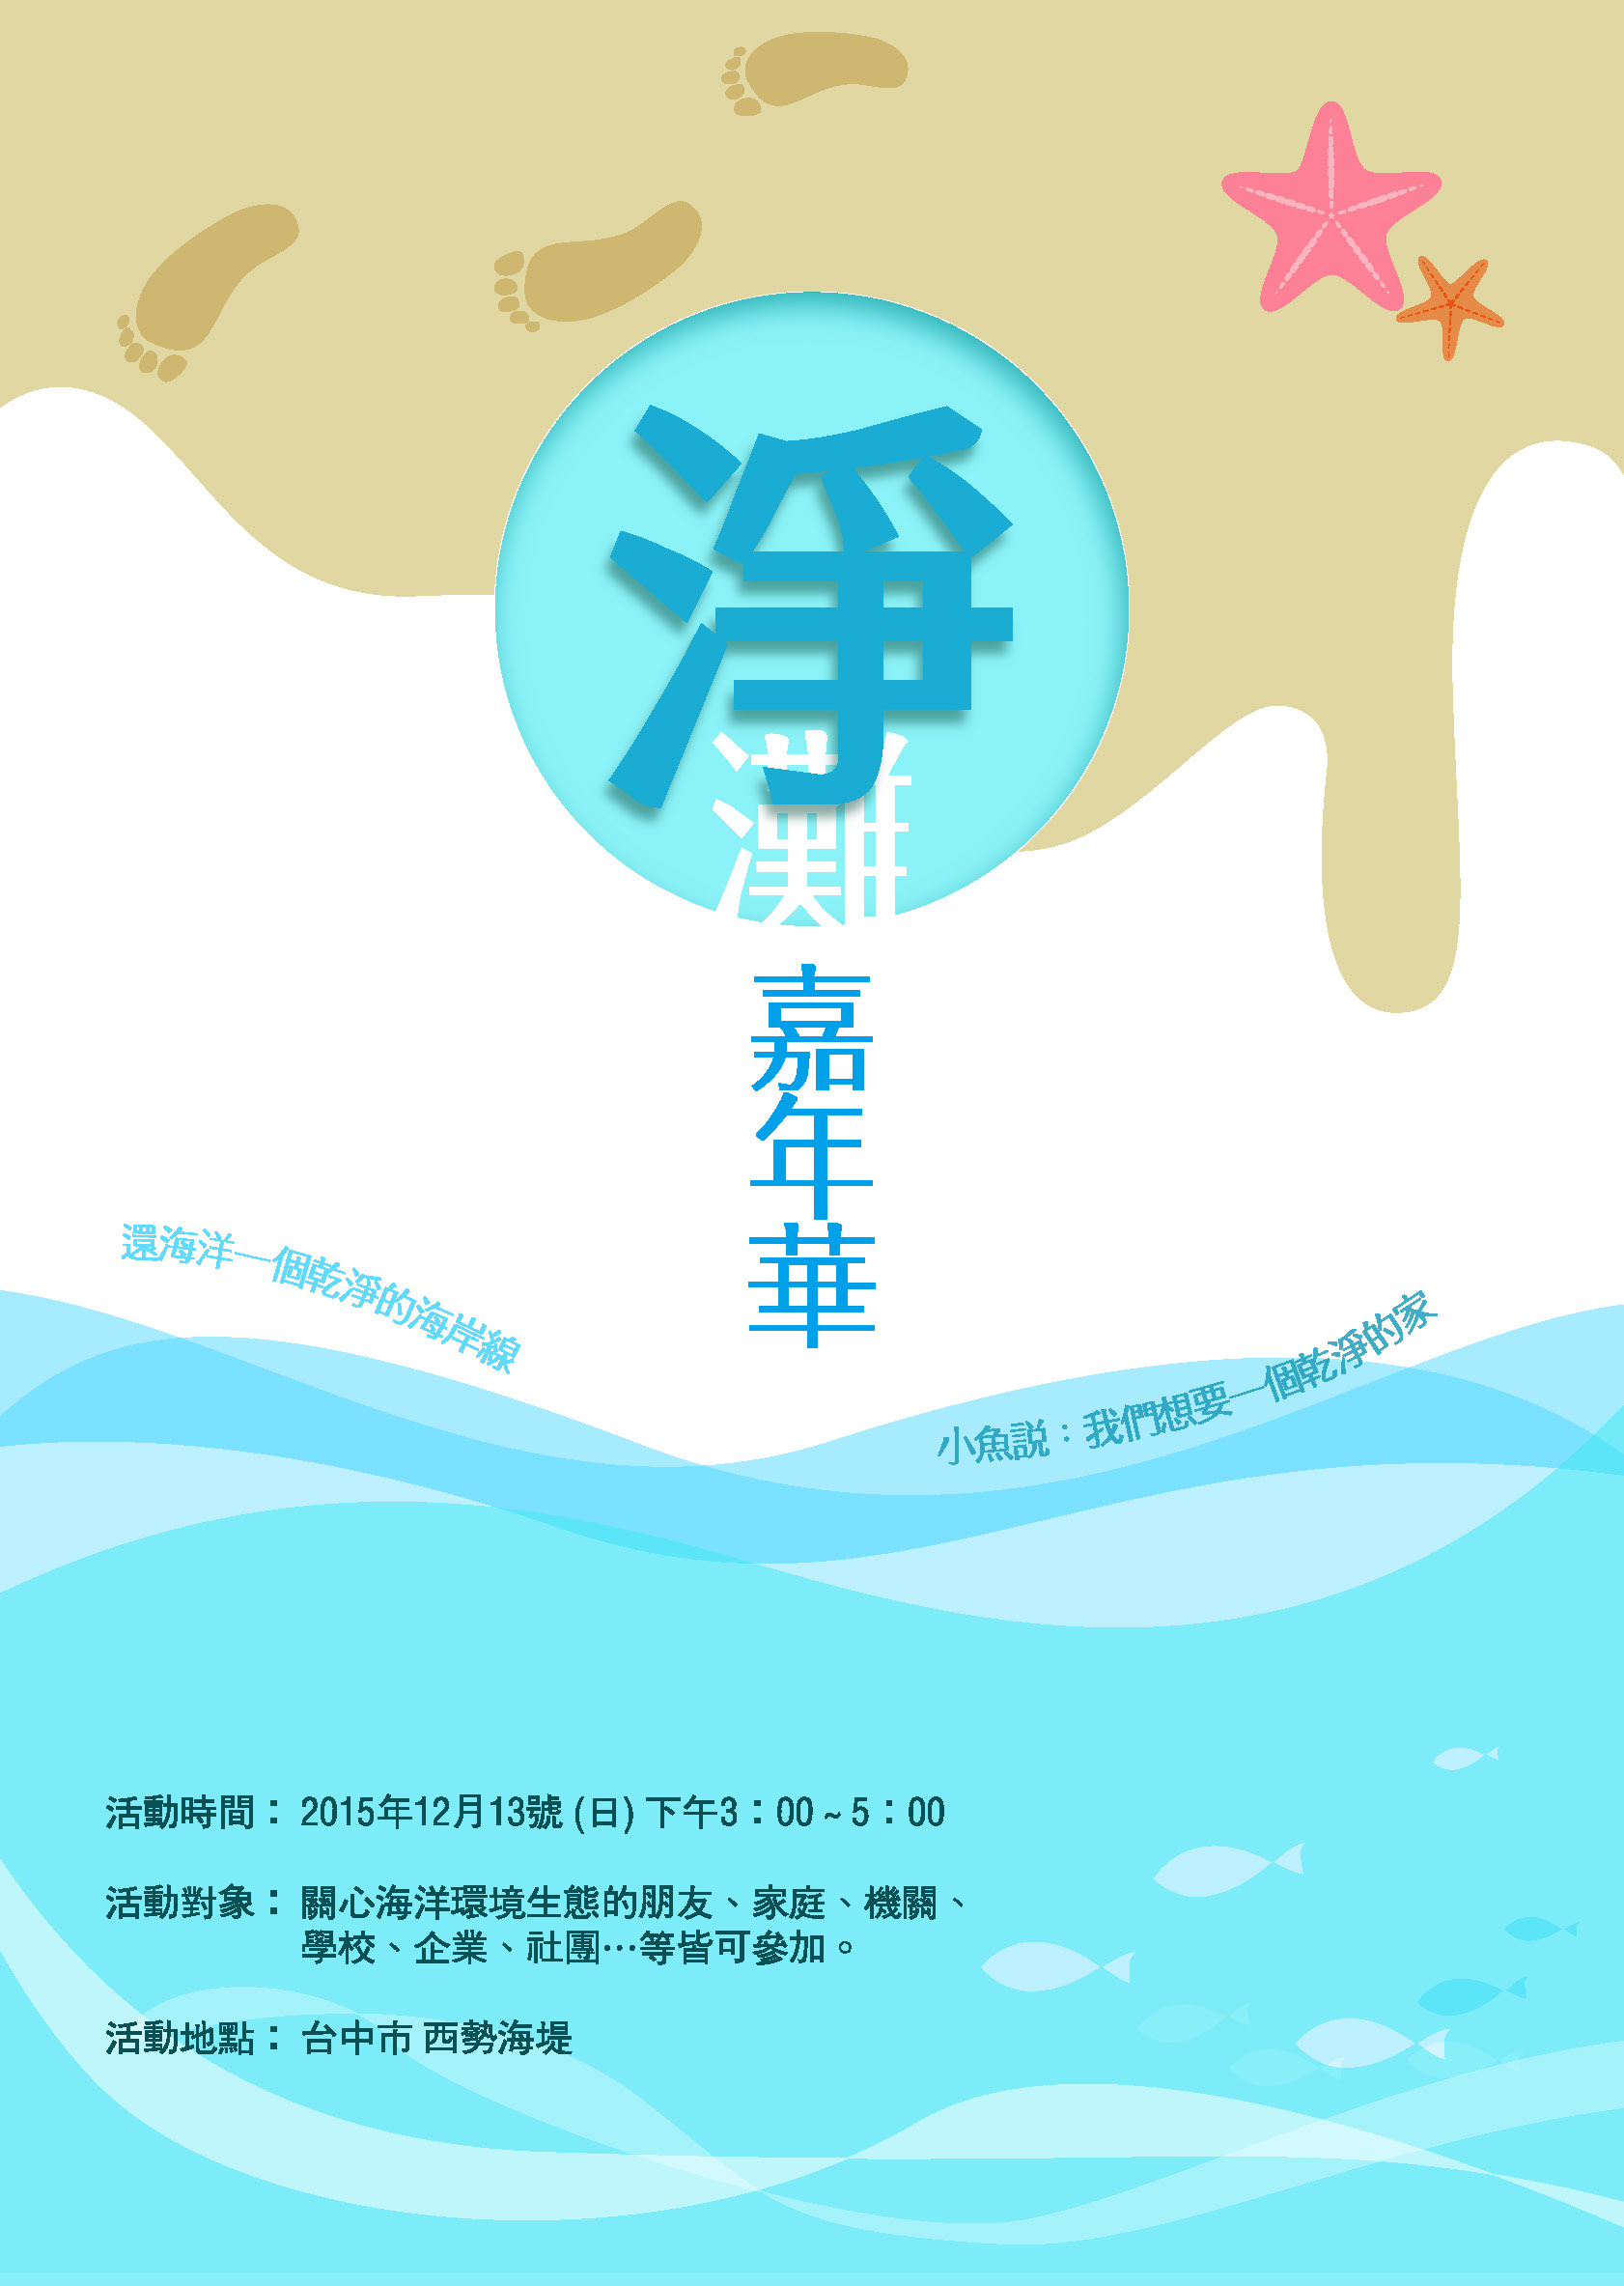 淨
灘
嘉年華
還海洋一個乾淨的海岸線
小魚説：我們想要一個乾淨的家
活動時間： 2015年12月13號 (日) 下午3：00 ~ 5：00
活動對象： 關心海洋環境生態的朋友、家庭、機關、
學校、企業、社團…等皆可參加。
活動地點： 台中市 西勢海堤